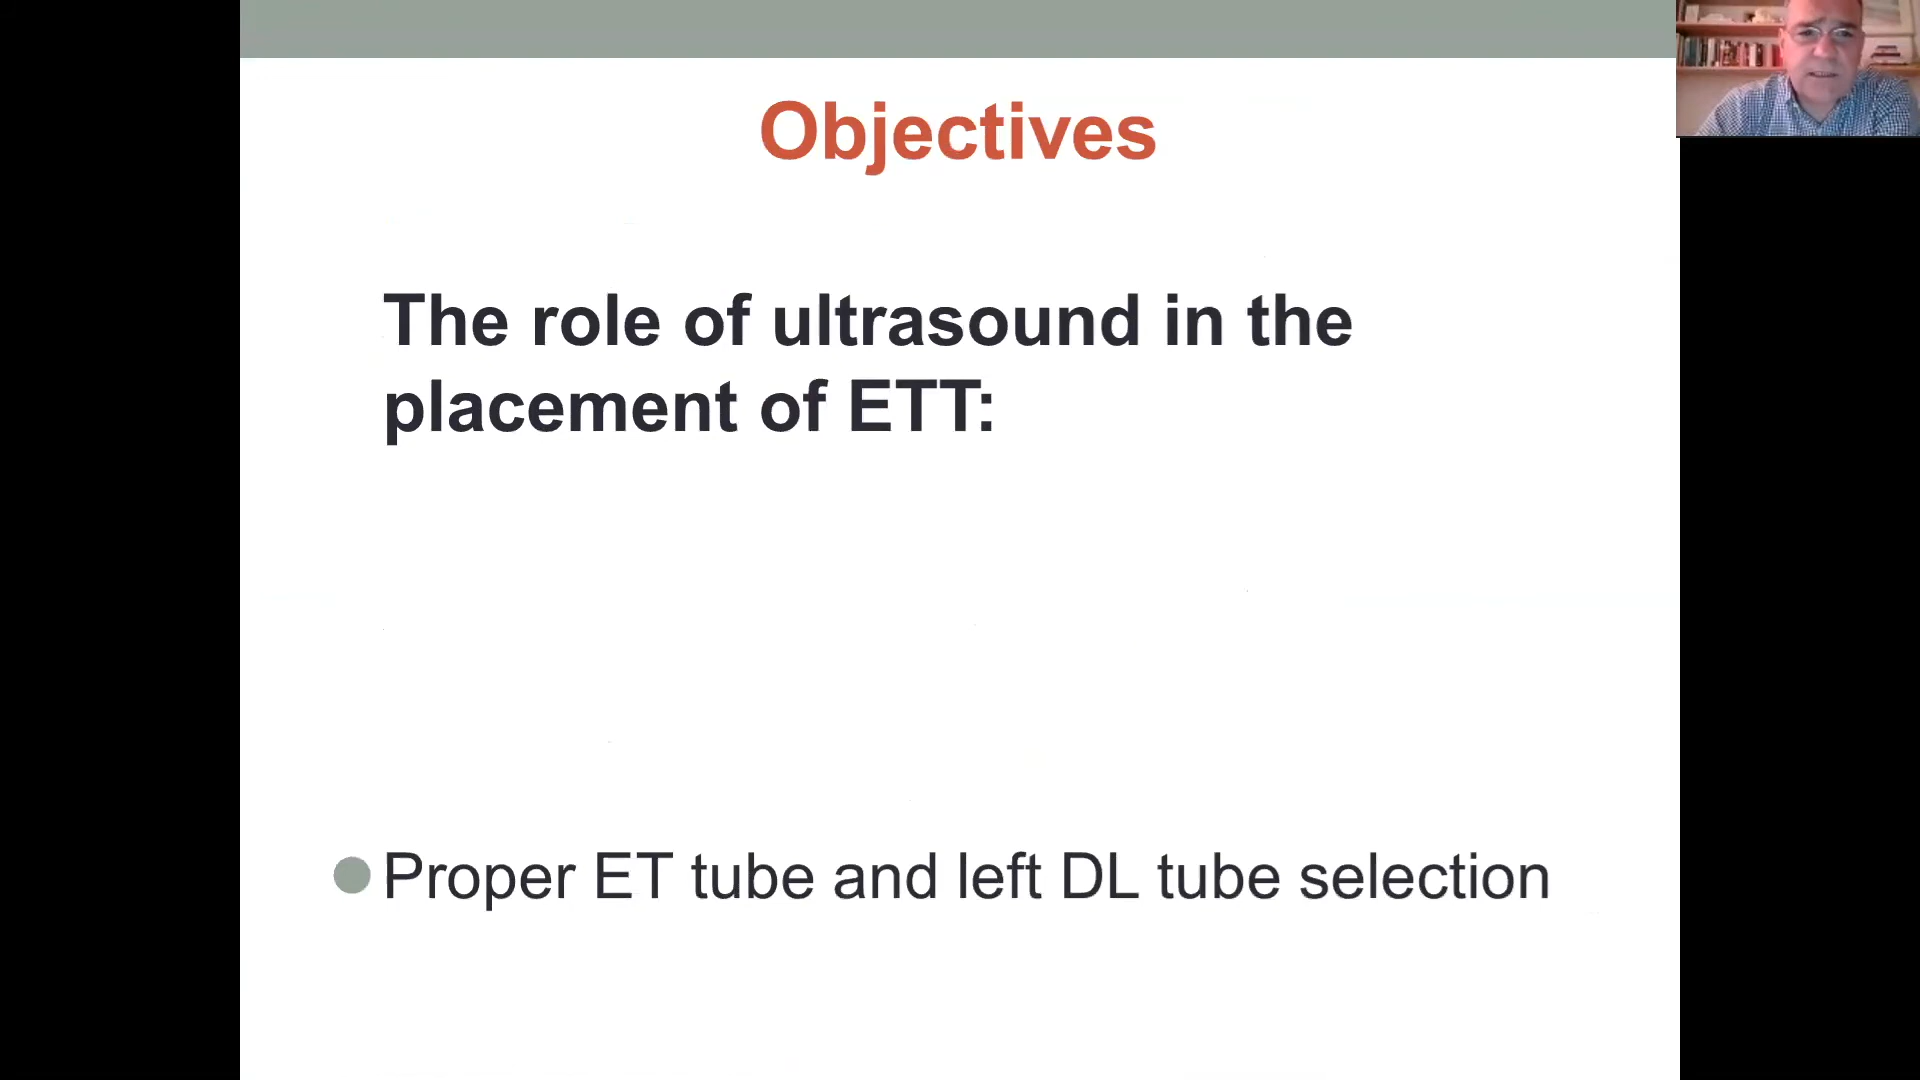 Objectives
The role of ultrasound in the
placement of ETT:
Proper ET tube and left DL tube selection